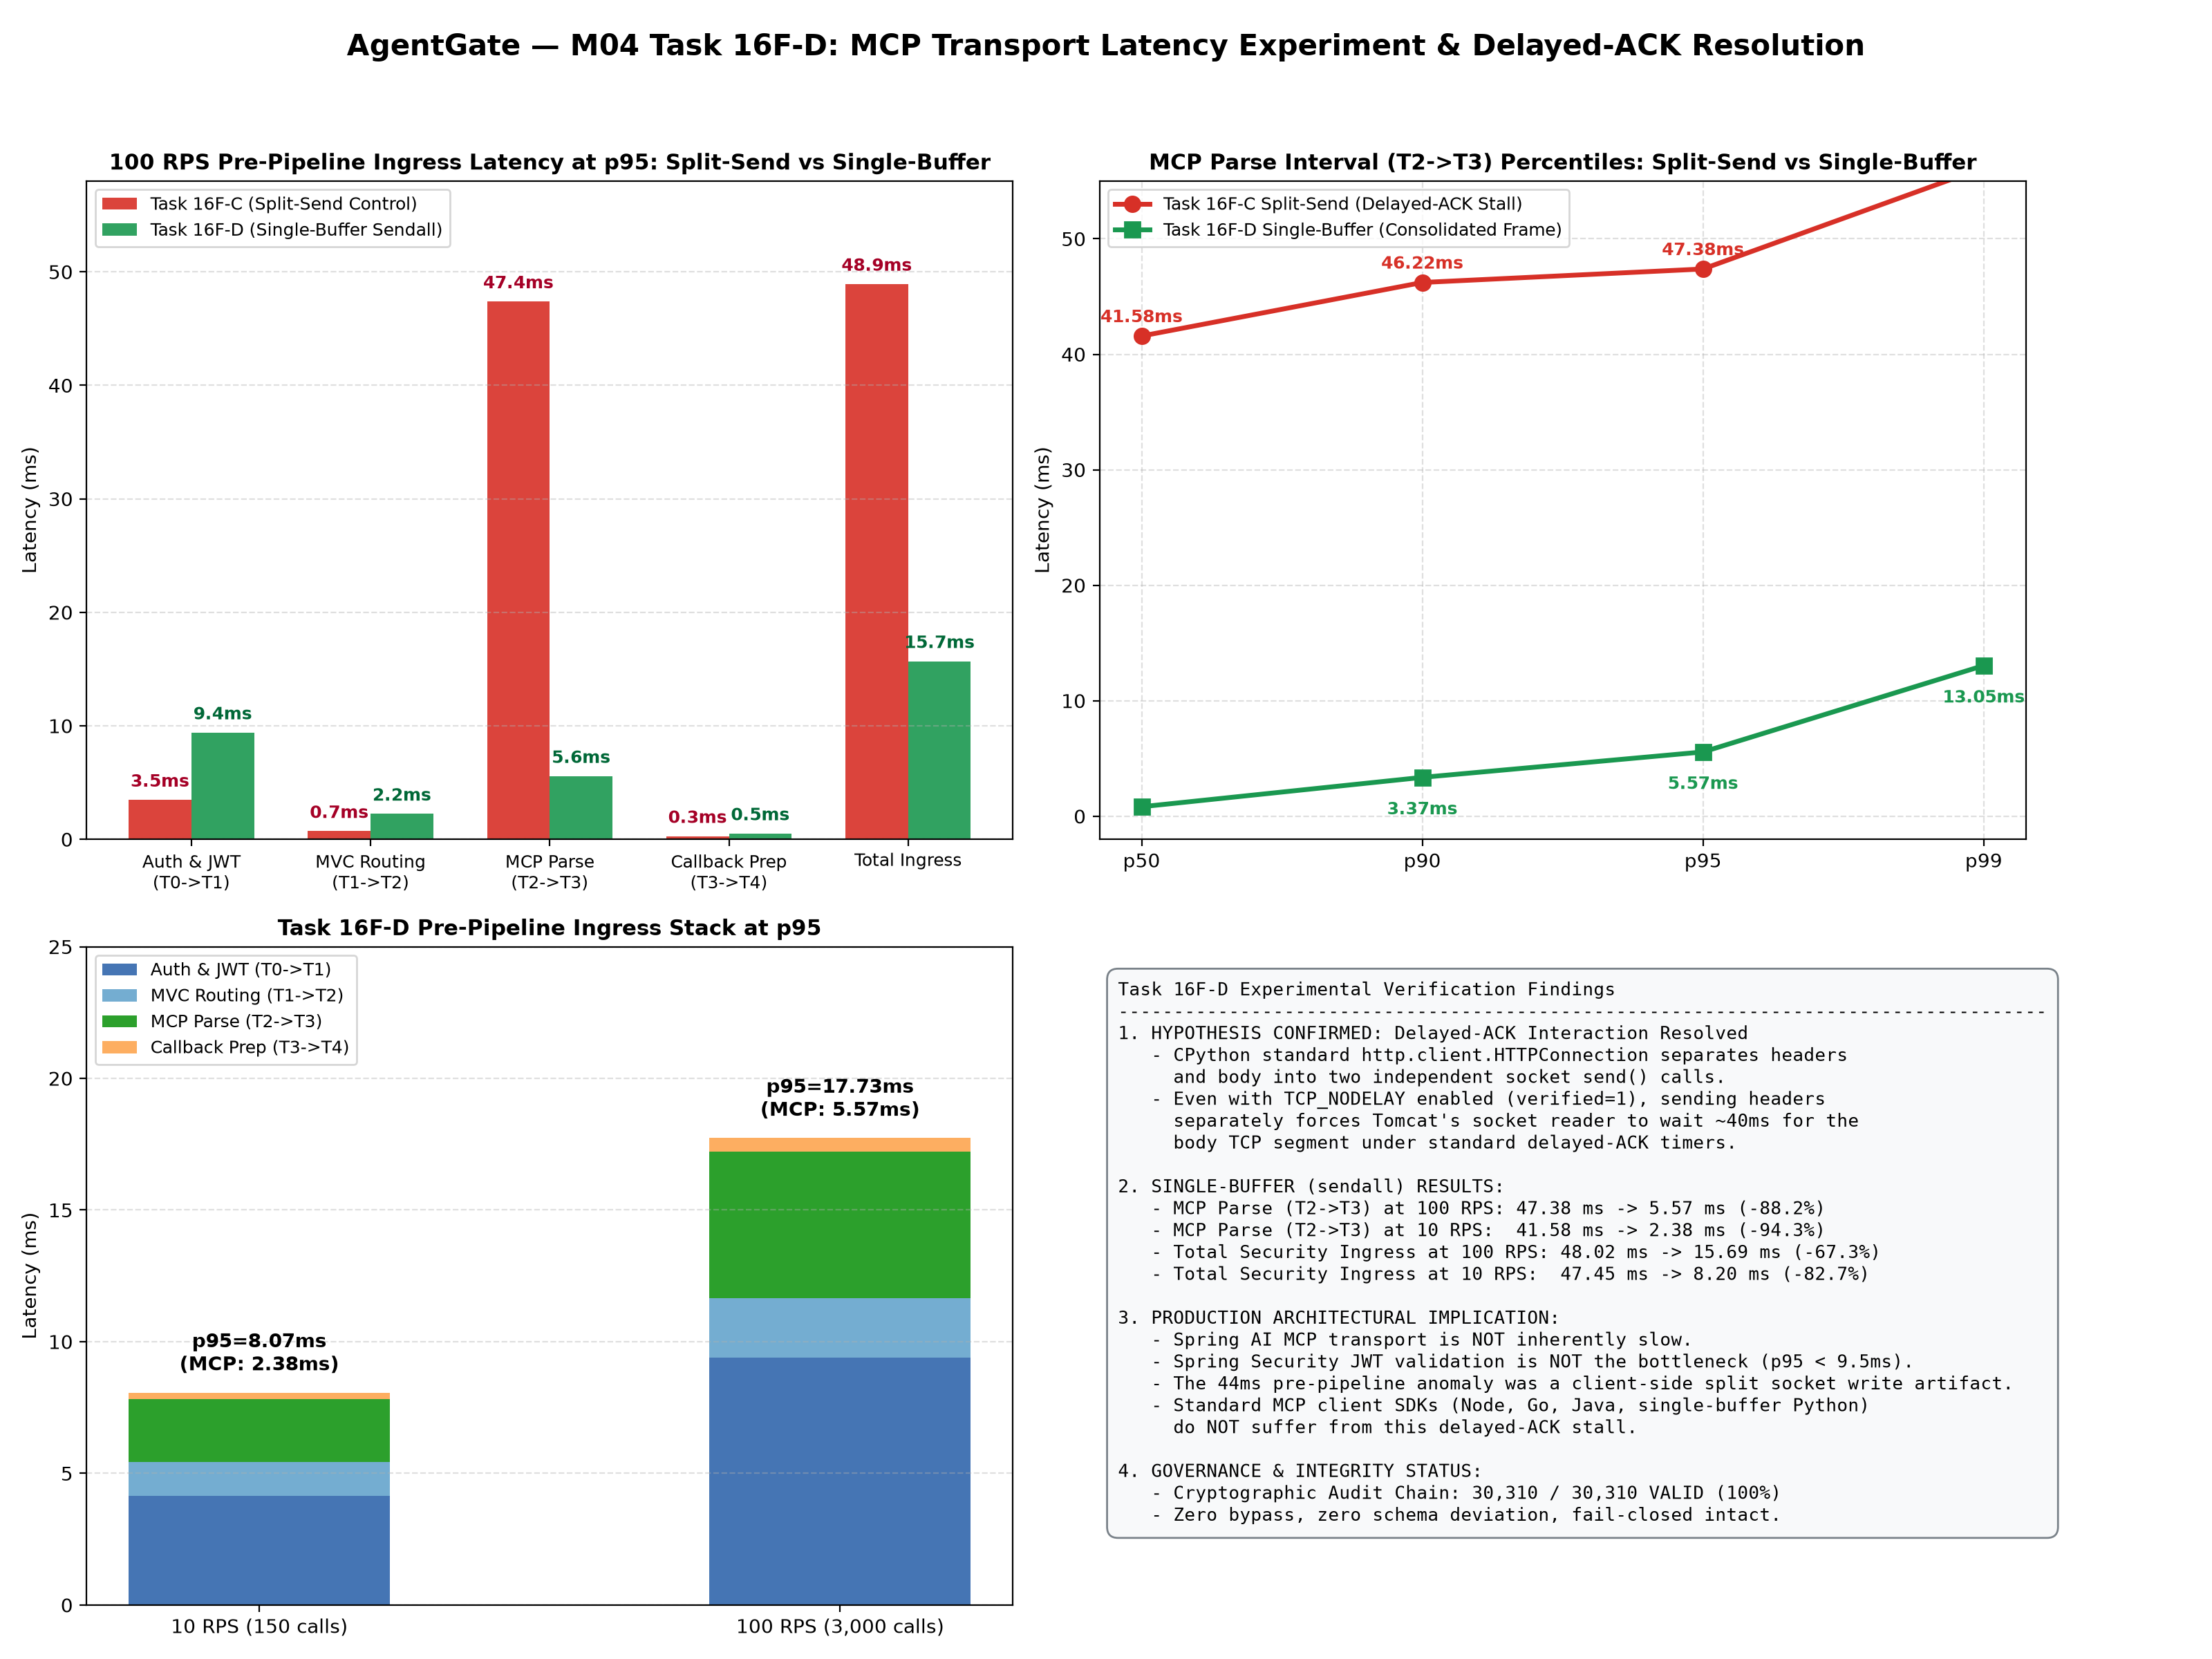 AgentGate — M04 Task 16F-D: MCP Transport Latency Experiment & Delayed-ACK Resolution
100 RPS Pre-Pipeline Ingress Latency at p95: Split-Send vs Single-Buffer
Task 16F-C (Split-Send Control)
Task 16F-D (Single-Buffer Sendall)
Latency (ms)
50
40
30
20
10
0
3.5ms
9.4ms
0.7ms
2.2ms
47.4ms
5.6ms
0.3ms
0.5ms
48.9ms
15.7ms
Auth & JWT
(T0->T1)
MVC Routing
(T1->T2)
MCP Parse
(T2->T3)
Callback Prep
(T3->T4)
Total Ingress
MCP Parse Interval (T2->T3) Percentiles: Split-Send vs Single-Buffer
Task 16F-C Split-Send (Delayed-ACK Stall)
Task 16F-D Single-Buffer (Consolidated Frame)
Latency (ms)
50
40
30
20
10
0
41.58ms
46.22ms
47.38ms
3.37ms
5.57ms
13.05ms
p50
p90
p95
p99
Task 16F-D Pre-Pipeline Ingress Stack at p95
Auth & JWT (T0->T1)
MVC Routing (T1->T2)
MCP Parse (T2->T3)
Callback Prep (T3->T4)
Latency (ms)
25
20
15
10
5
0
p95=8.07ms
(MCP: 2.38ms)
p95=17.73ms
(MCP: 5.57ms)
10 RPS (150 calls)
100 RPS (3,000 calls)
Task 16F-D Experimental Verification Findings
------------------------------------------------------------------------------------
1. HYPOTHESIS CONFIRMED: Delayed-ACK Interaction Resolved
- CPython standard http.client.HTTPConnection separates headers
and body into two independent socket send() calls.
- Even with TCP_NODELAY enabled (verified=1), sending headers
separately forces Tomcat's socket reader to wait ~40ms for the
body TCP segment under standard delayed-ACK timers.
2. SINGLE-BUFFER (sendall) RESULTS:
- MCP Parse (T2->T3) at 100 RPS: 47.38 ms -> 5.57 ms (-88.2%)
- MCP Parse (T2->T3) at 10 RPS:  41.58 ms -> 2.38 ms (-94.3%)
- Total Security Ingress at 100 RPS: 48.02 ms -> 15.69 ms (-67.3%)
- Total Security Ingress at 10 RPS:  47.45 ms -> 8.20 ms (-82.7%)
3. PRODUCTION ARCHITECTURAL IMPLICATION:
- Spring AI MCP transport is NOT inherently slow.
- Spring Security JWT validation is NOT the bottleneck (p95 < 9.5ms).
- The 44ms pre-pipeline anomaly was a client-side split socket write artifact.
- Standard MCP client SDKs (Node, Go, Java, single-buffer Python)
do NOT suffer from this delayed-ACK stall.
4. GOVERNANCE & INTEGRITY STATUS:
- Cryptographic Audit Chain: 30,310 / 30,310 VALID (100%)
- Zero bypass, zero schema deviation, fail-closed intact.